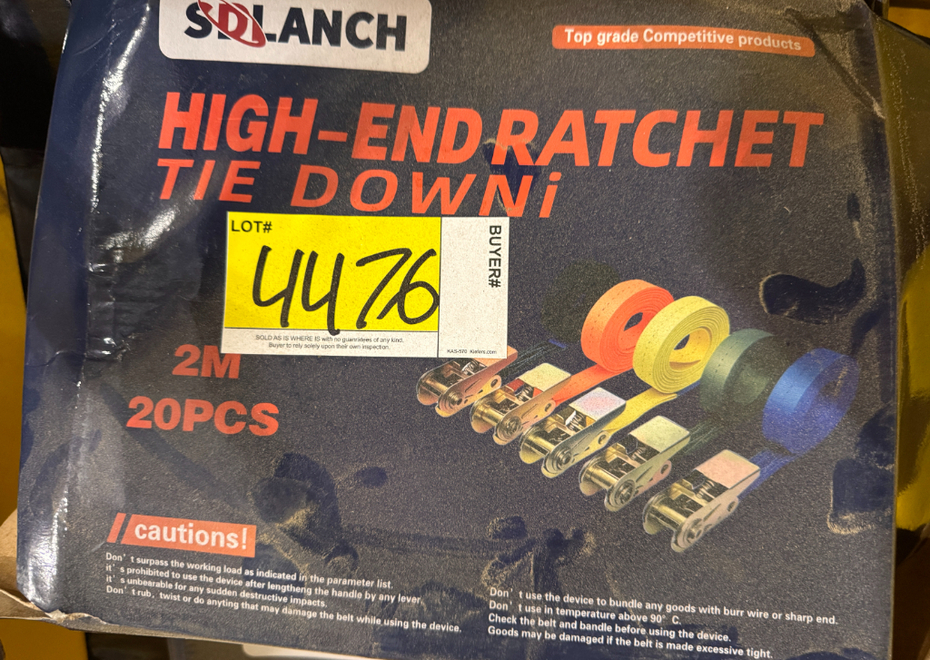 SDLANCH
Top grade Competitive products
HIGH-END RATCHET
TIE DOWNi
LOT#
4476
BUYER#
SOLD AS IS WHERE IS with no guarantees of any kind.
Buyer to rely solely upon their own inspection.
KAS-570 Kiefers.com
2M
20PCS
cautions!
Don't surpass the working load as indicated in the parameter list.
it's prohibited to use the device after lengtheng the handle by any lever
it's unbearable for any sudden destructive impacts.
Don't rub, twist or do anyting that may damage the belt while using the device.
Don't use the device to bundle any goods with burr wire or sharp end.
Don't use in temperature above 90° C.
Check the belt and bandle before using the device.
Goods may be damaged if the belt is made excessive tight.